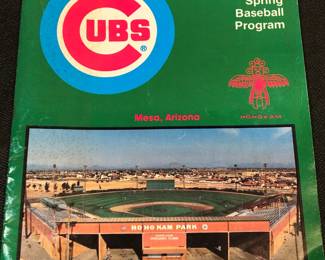 Spring
Baseball
Program
CUBS®
HOHOKAM
Mesa, Arizona
HO HO KAM PARK